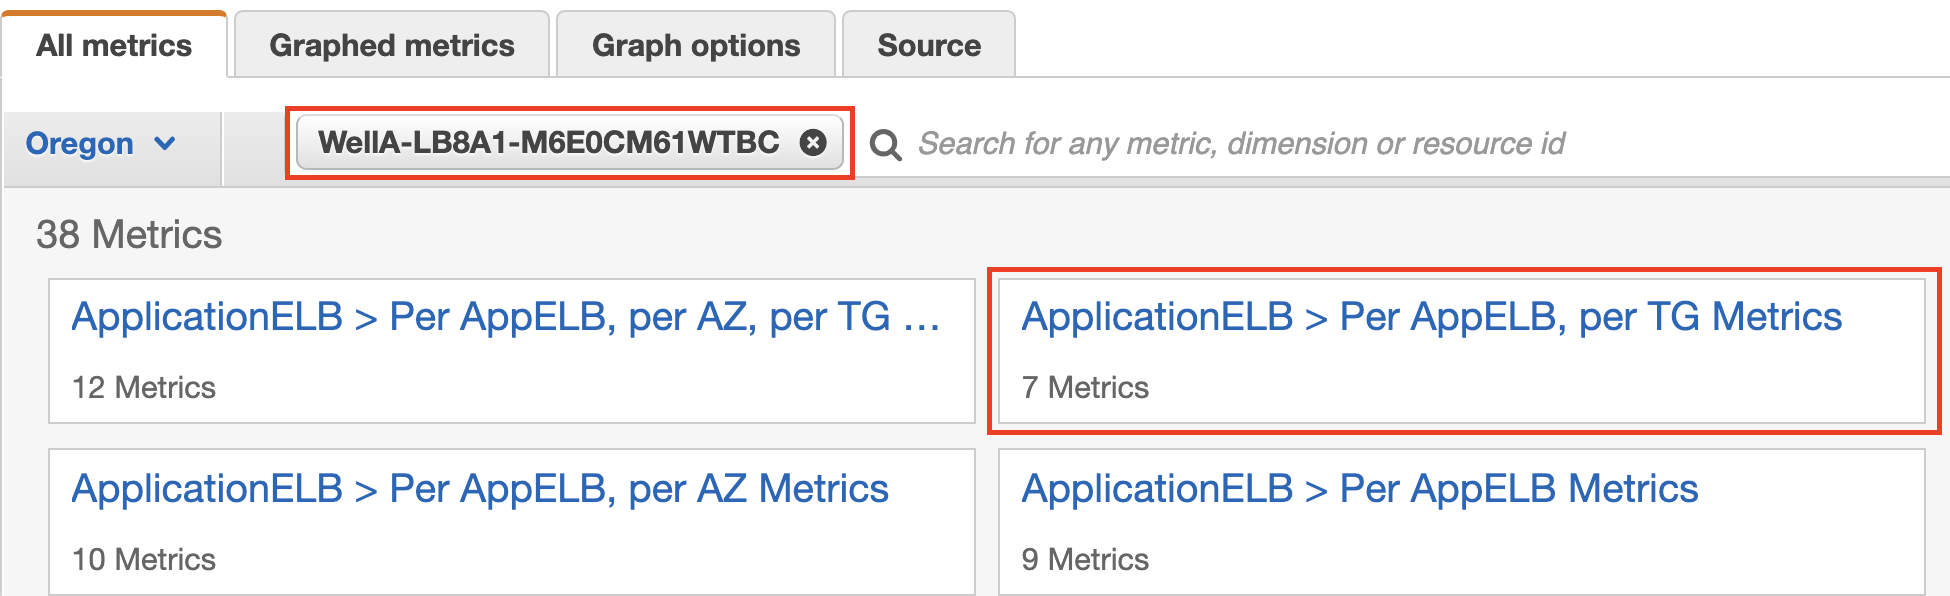 All metrics
Graphed metrics
Graph options
Source
Oregon
WellA-LB8A1-M6E0CM61WTBC
Search for any metric, dimension or resource id
38 Metrics
ApplicationELB > Per AppELB, per AZ, per TG ...
12 Metrics
ApplicationELB > Per AppELB, per TG Metrics
7 Metrics
ApplicationELB > Per AppELB, per AZ Metrics
10 Metrics
ApplicationELB > Per AppELB Metrics
9 Metrics